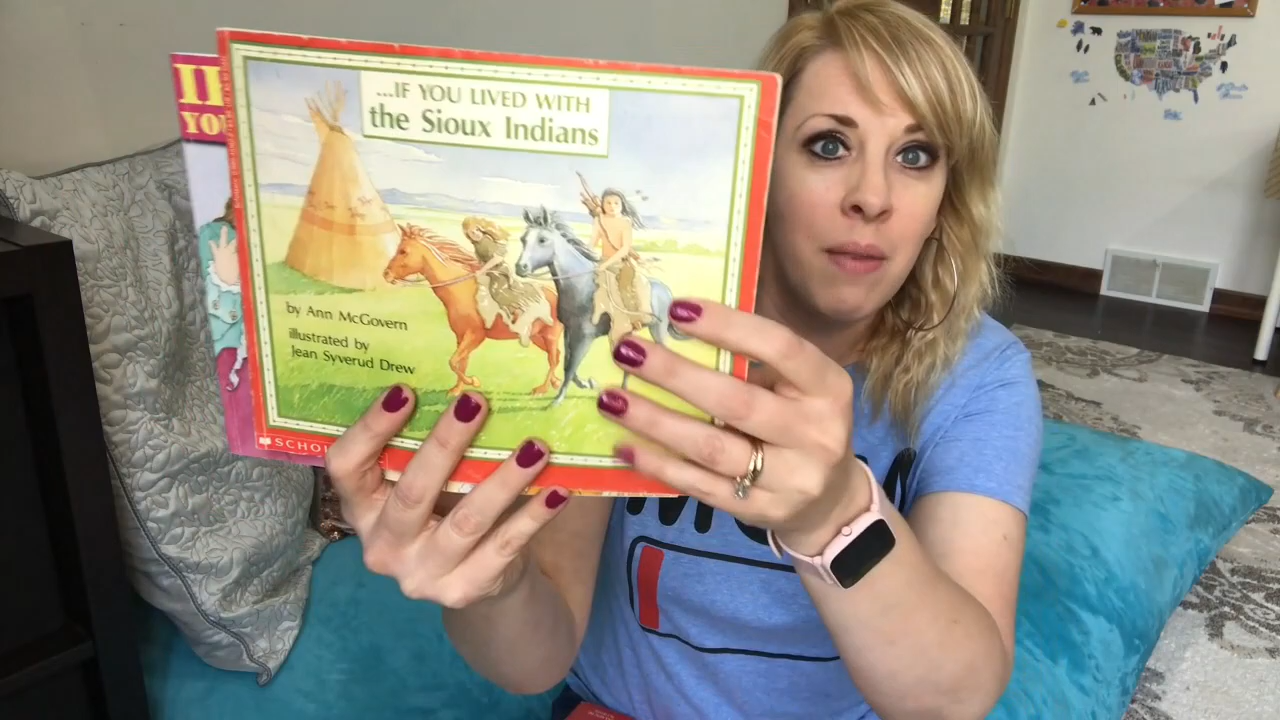 ...IF YOU LIVED WITH
the Sioux Indians
by Ann McGovern
illustrated by
Jean Syverud Drew